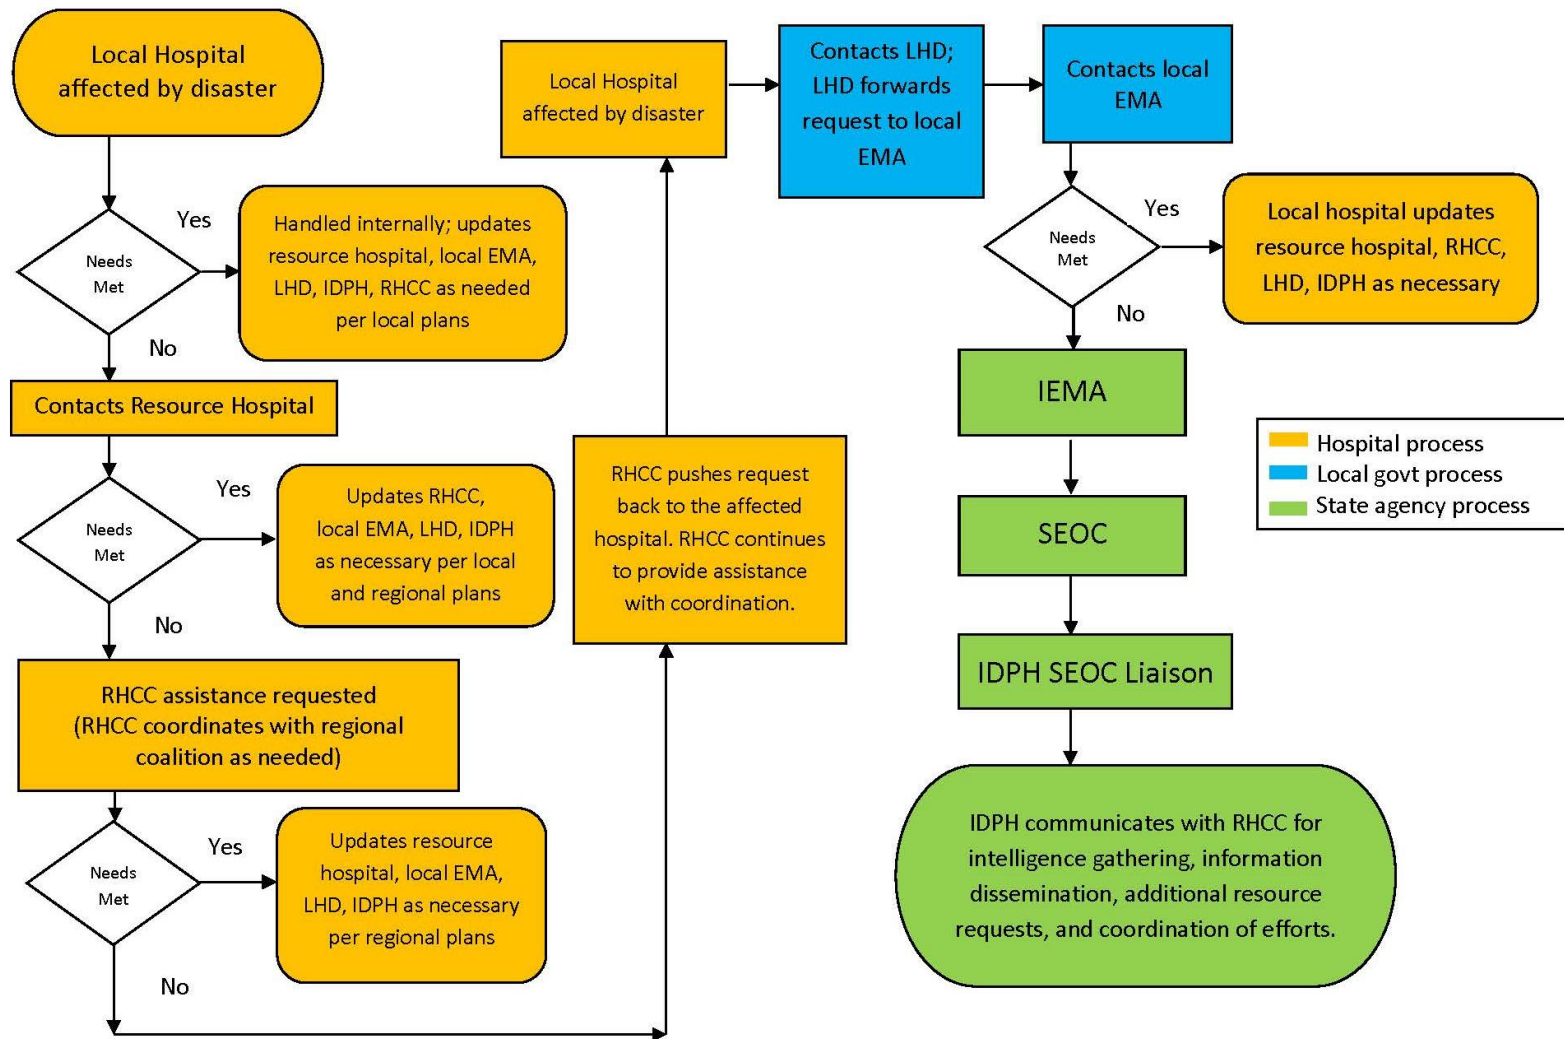 Local Hospital
affected by disaster
Needs
Met
Yes
Handled internally; updates
resource hospital, local EMA,
LHD, IDPH, RHCC as needed
per local plans
No
Contacts Resource Hospital
Needs
Met
Yes
Updates RHCC,
local EMA, LHD, IDPH
as necessary per local
and regional plans
No
RHCC assistance requested
(RHCC coordinates with regional
coalition as needed)
Needs
Met
Yes
Updates resource
hospital, local EMA,
LHD, IDPH as necessary
per regional plans
No
RHCC pushes request
back to the affected
hospital. RHCC continues
to provide assistance
with coordination.
Local Hospital
affected by disaster
Contacts LHD;
LHD forwards
request to local
EMA
Contacts local
EMA
Needs
Met
Yes
Local hospital updates
resource hospital, RHCC,
LHD, IDPH as necessary
No
IEMA
SEOC
IDPH SEOC Liaison
IDPH communicates with RHCC for
intelligence gathering, information
dissemination, additional resource
requests, and coordination of efforts.
Hospital process
Local govt process
State agency process